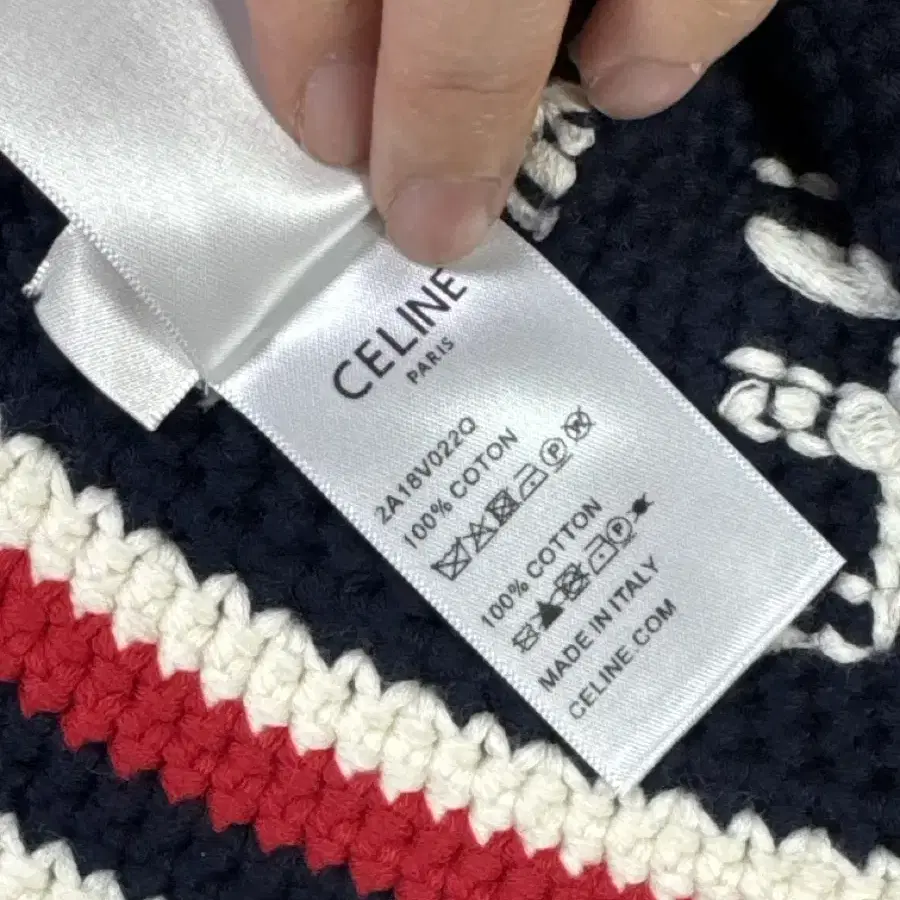 CELINE
PARIS
2A18V022Q
100% COTON
100% COTTON
MADE IN ITALY
CELINE.COM